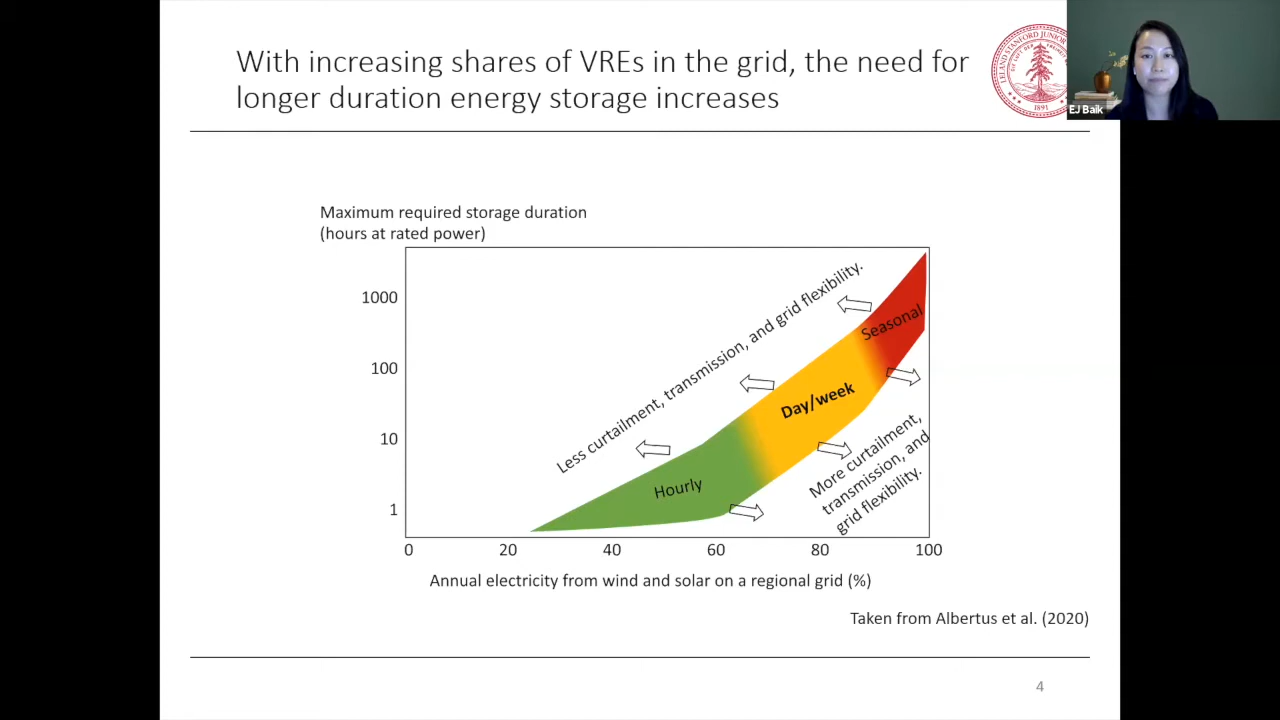 With increasing shares of VREs in the grid, the need for
longer duration energy storage increases
1891
EJ Baik
Maximum required storage duration
(hours at rated power)
1000
100
10
1
Less curtailment, transmission, and grid flexibility.
Seasonal
Day/week
Hourly
More curtailment,
transmission, and
grid flexibility.
0 20 40 60 80 100
Annual electricity from wind and solar on a regional grid (%)
Taken from Albertus et al. (2020)
4